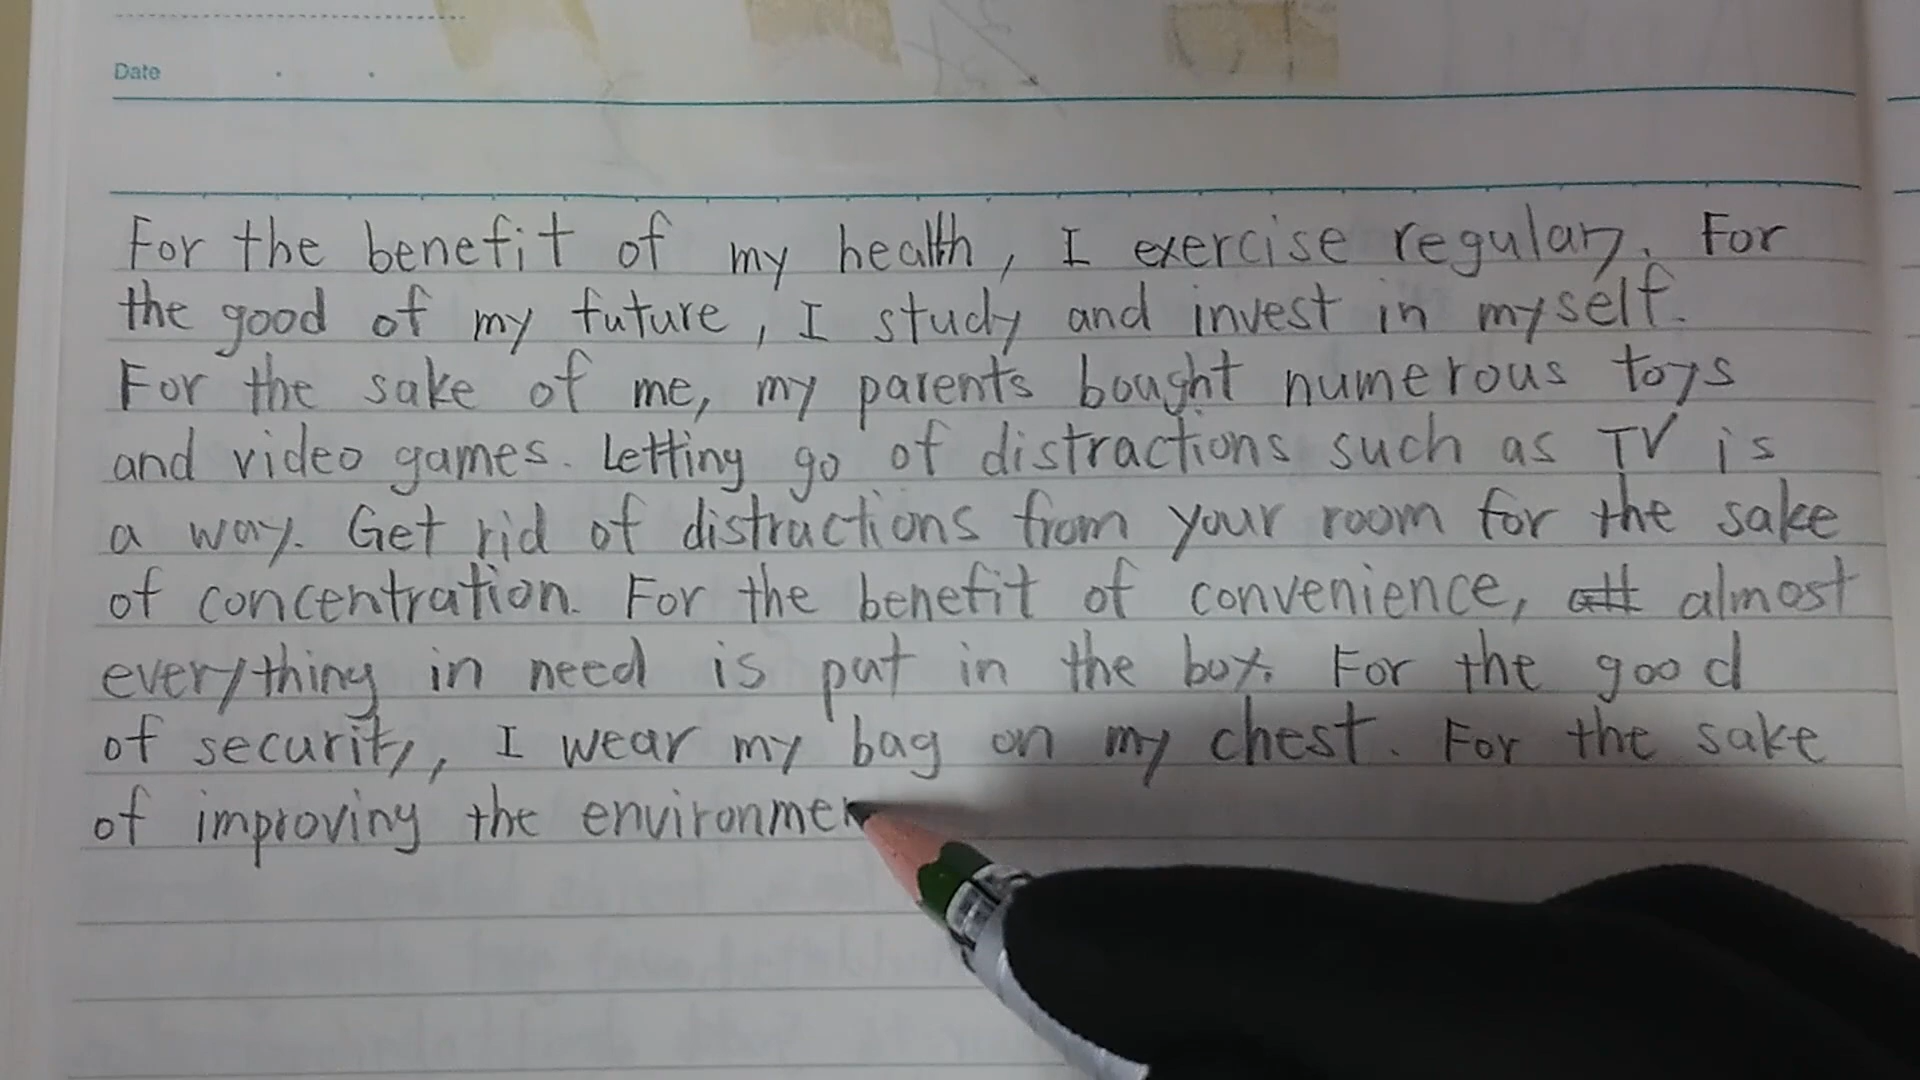 Date
For the benefit of my health, I exercise regulary. For
the good of my future, I study and invest in myself.
For the sake of me, my parents bought numerous toys
and video games. Letting go of distractions such as TV is
a way. Get rid of distractions from your room for the sake
of concentration. For the benefit of convenience, almost
everything in need is put in the box. For the good
of security, I wear my bag on my chest. For the sake
of improving the environmen